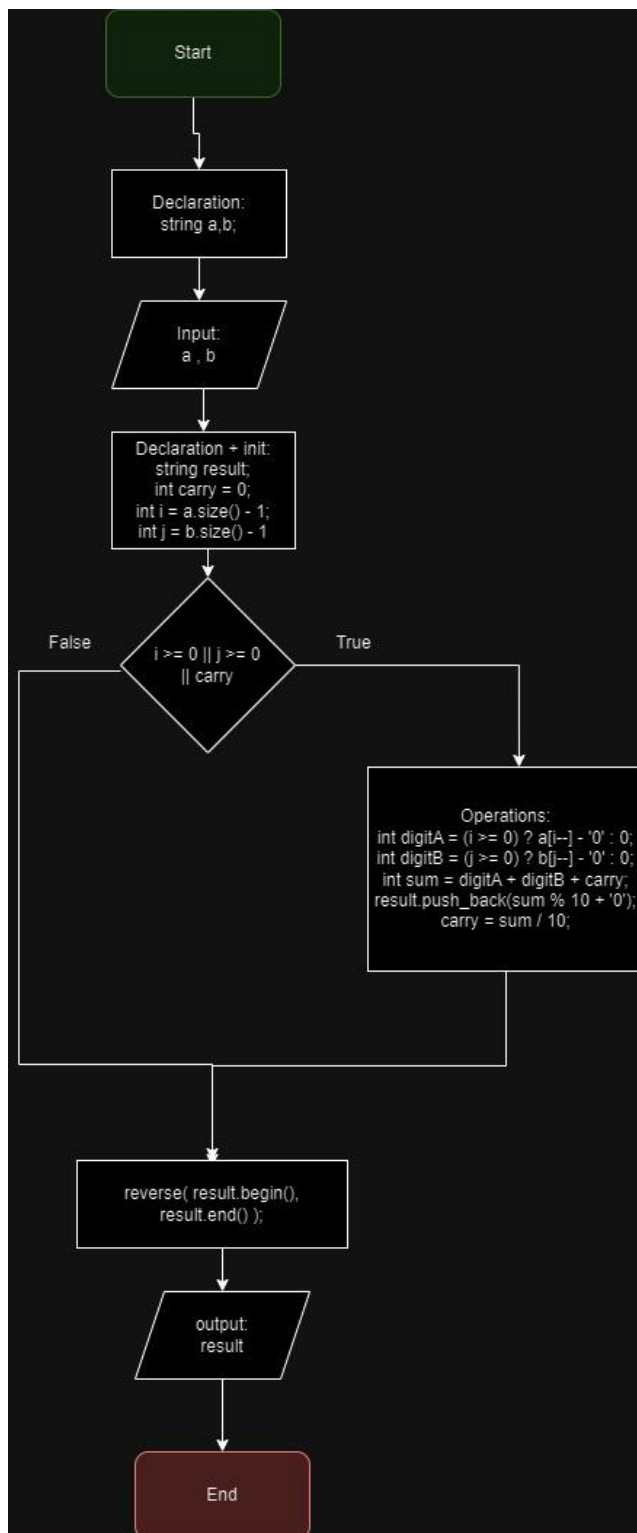 Start
Declaration:
string a,b;
Input:
a , b
Declaration + init:
string result;
int carry = 0;
int i = a.size() - 1;
int j = b.size() - 1
False
i >= 0 || j >= 0
|| carry
True
Operations:
int digitA = (i >= 0) ? a[i--] - '0' : 0;
int digitB = (j >= 0) ? b[j--] - '0' : 0;
int sum = digitA + digitB + carry;
result.push_back(sum % 10 + '0');
carry = sum / 10;
reverse( result.begin(),
result.end() );
output:
result
End